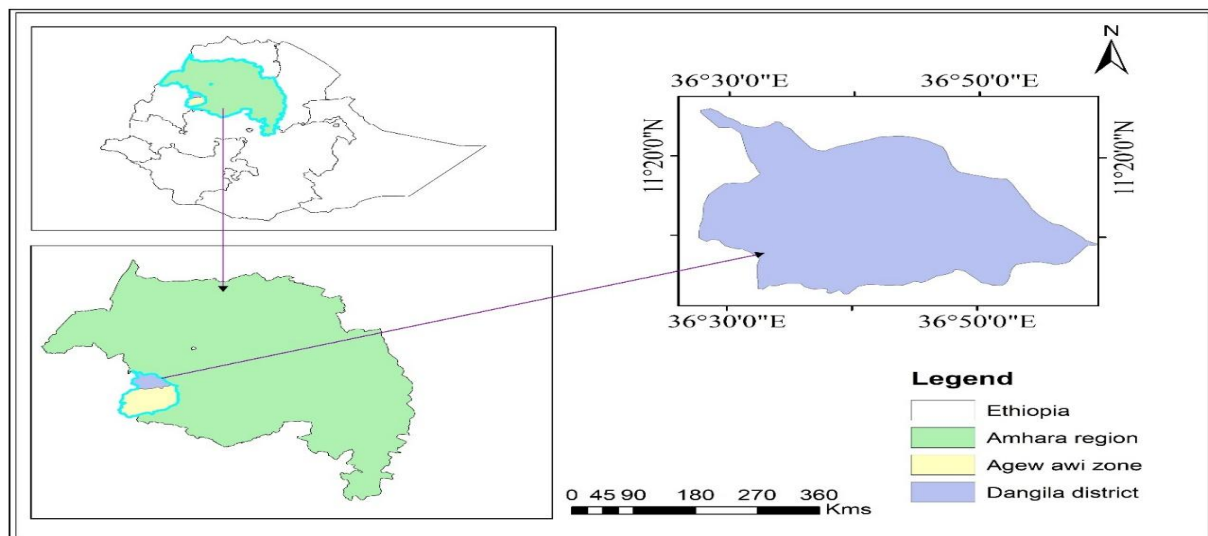 N
36°30'0"E 36°50'0"E
11°20'0"N 11°20'0"N
36°30'0"E 36°50'0"E
Legend
Ethiopia
Amhara region
Agew awi zone
Dangila district
0 45 90 180 270 360
Kms